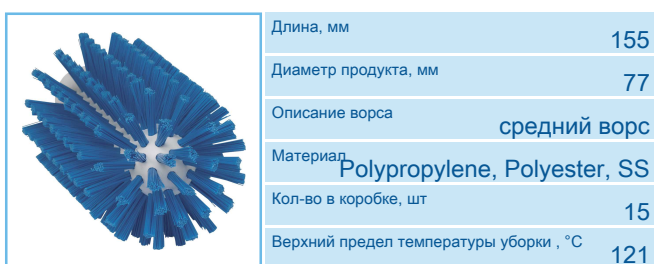 Длина, мм
155
Диаметр продукта, мм
77
Описание ворса
средний ворс
Материал
Polypropylene, Polyester, SS
Кол-во в коробке, шт
15
Верхний предел температуры уборки , °C
121